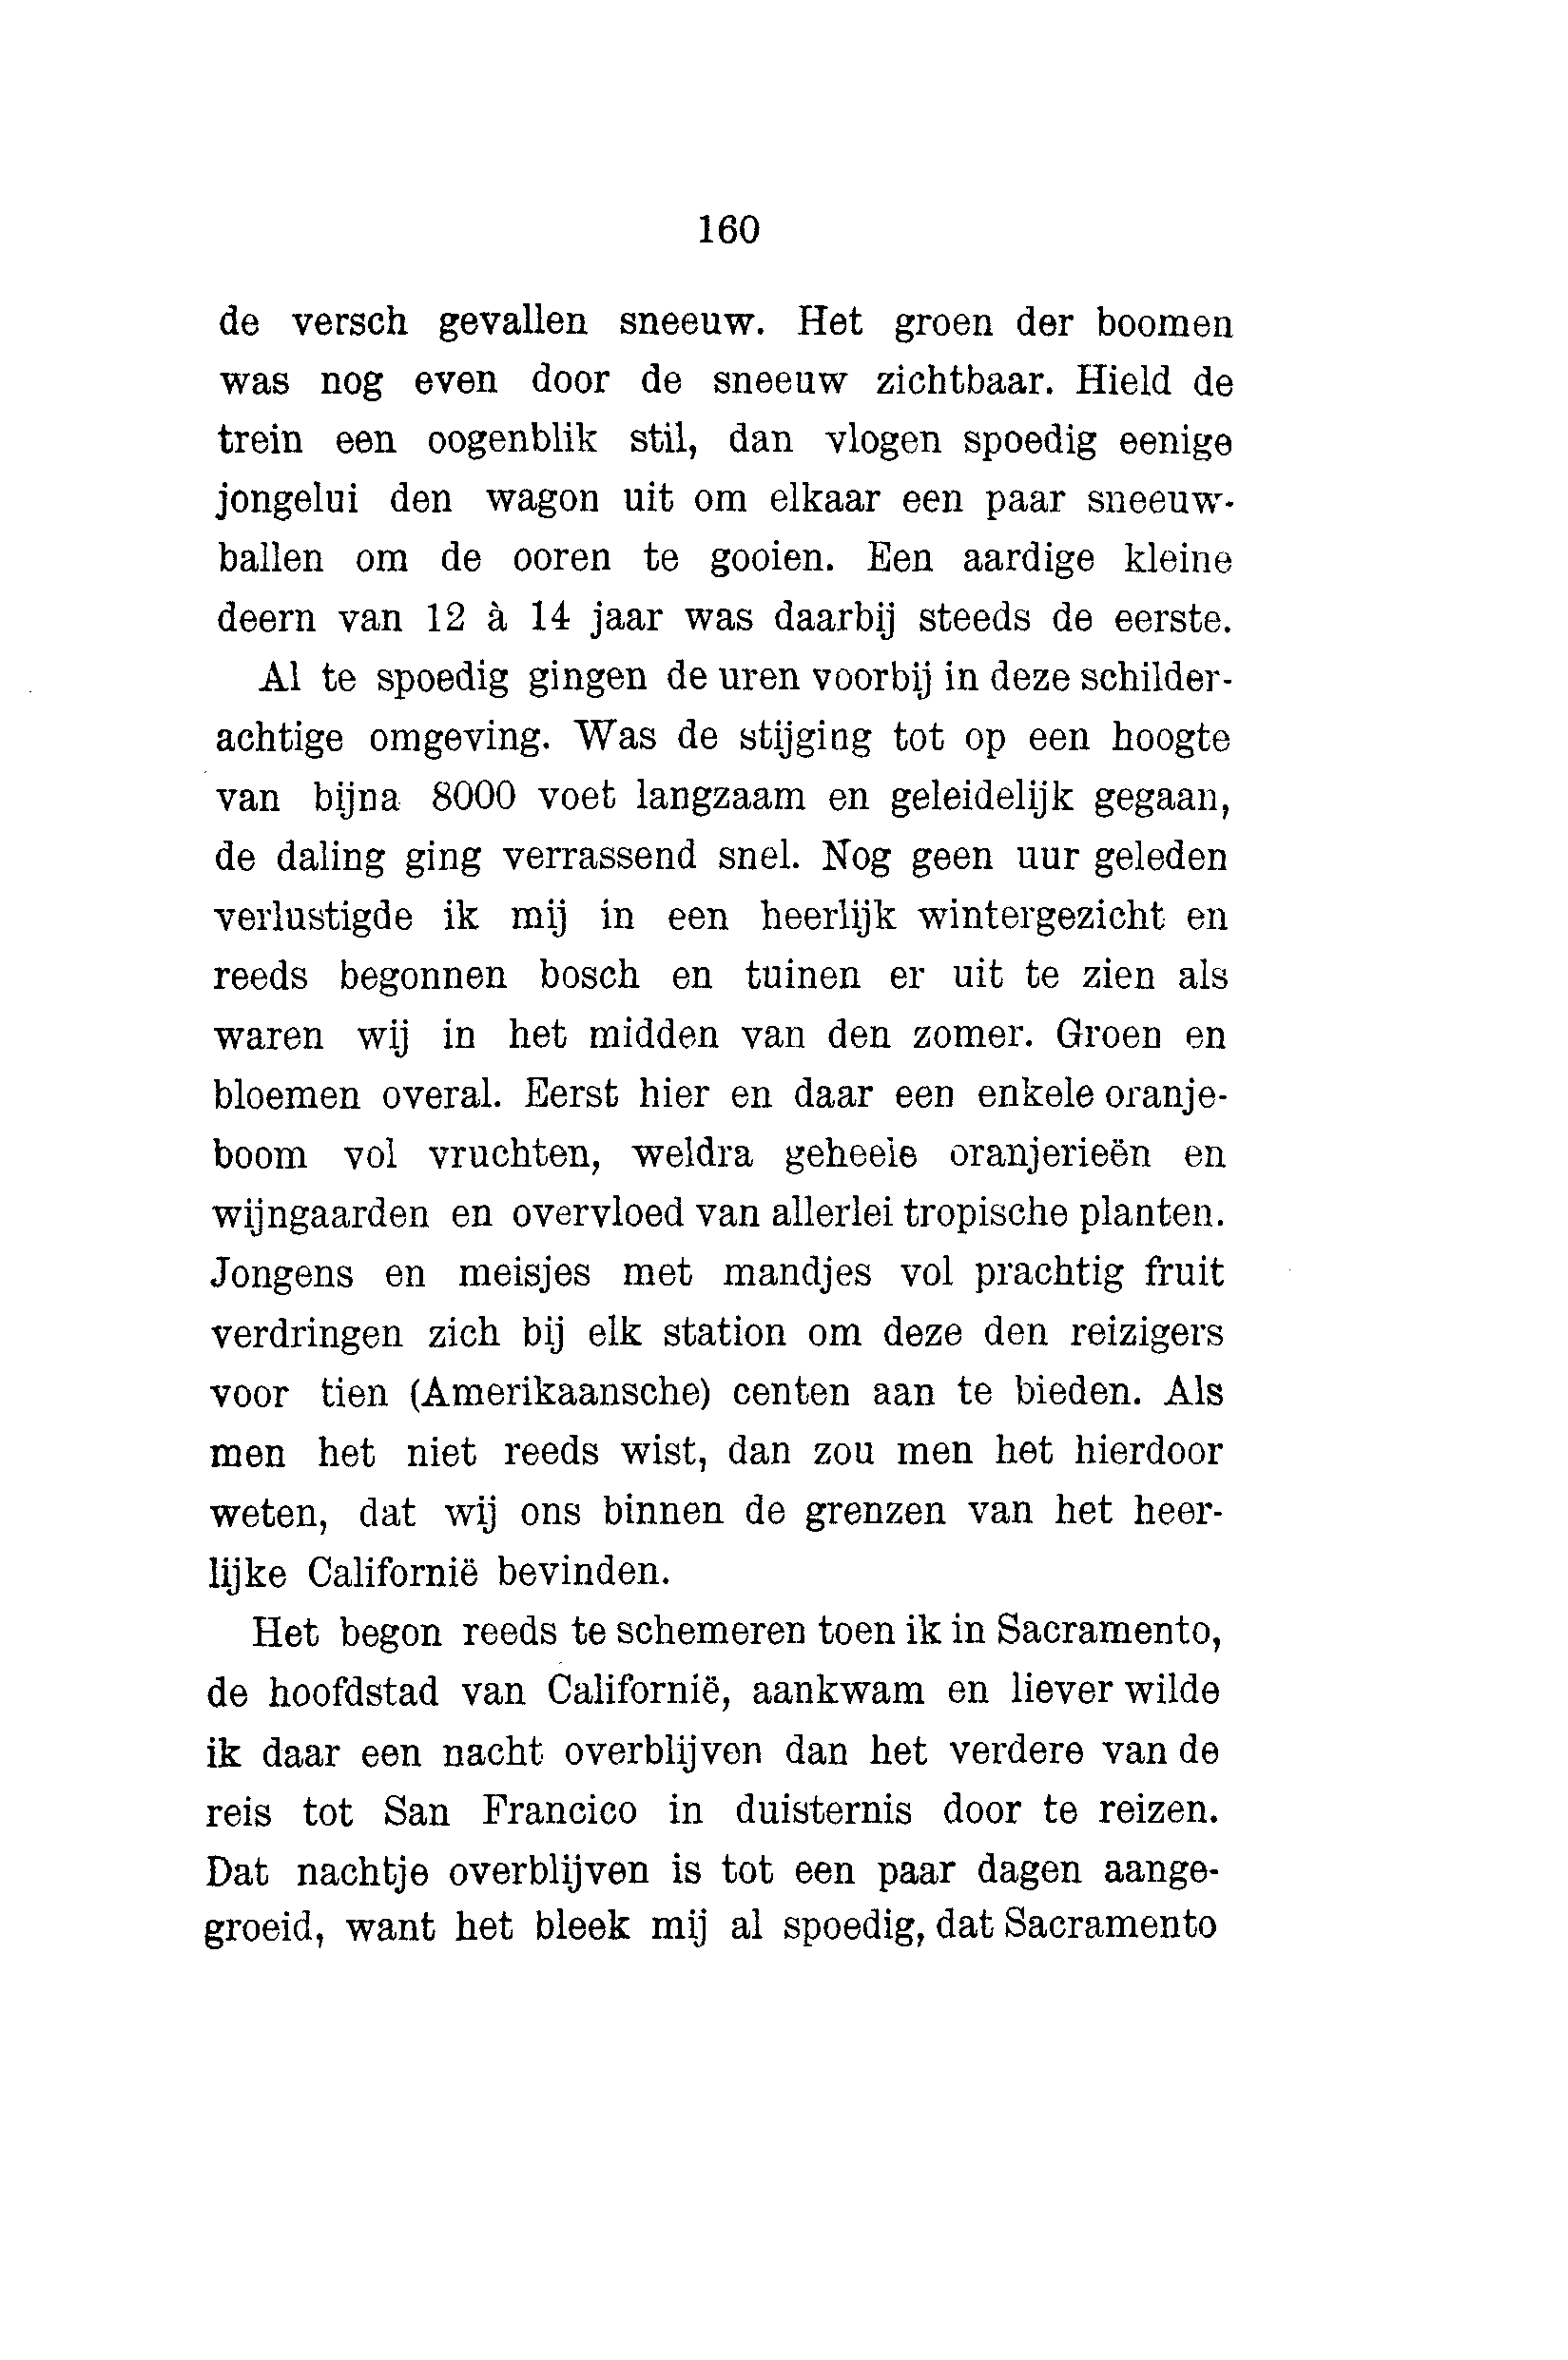 160
de versch gevallen sneeuw. Het groen der boomen
was nog even door de sneeuw zichtbaar. Hield de
trein een oogenblik stil, dan vlogen spoedig eenige
jongelui den wagon uit om elkaar een paar sneeuw-
ballen om de ooren te gooien. Een aardige kleine
deern van 12 à 14 jaar was daarbij steeds de eerste.
Al te spoedig gingen de uren voorbij in deze schilder-
achtige omgeving. Was de stijging tot op een hoogte
van bijna 8000 voet langzaam en geleidelijk gegaan,
de daling ging verrassend snel. Nog geen uur geleden
verlustigde ik mij in een heerlijk wintergezicht en
reeds begonnen bosch en tuinen er uit te zien als
waren wij in het midden van den zomer. Groen en
bloemen overal. Eerst hier en daar een enkele oranje-
boom vol vruchten, weldra geheele oranjerieën en
wijngaarden en overvloed van allerlei tropische planten.
Jongens en meisjes met mandjes vol prachtig fruit
verdringen zich bij elk station om deze den reizigers
voor tien (Amerikaansche) centen aan te bieden. Als
men het niet reeds wist, dan zou men het hierdoor
weten, dat wij ons binnen de grenzen van het heer-
lijke Californië bevinden.
Het begon reeds te schemeren toen ik in Sacramento,
de hoofdstad van Californië, aankwam en liever wilde
ik daar een nacht overblijven dan het verdere van de
reis tot San Francico in duisternis door te reizen.
Dat nachtje overblijven is tot een paar dagen aange-
groeid, want het bleek mij al spoedig, dat Sacramento